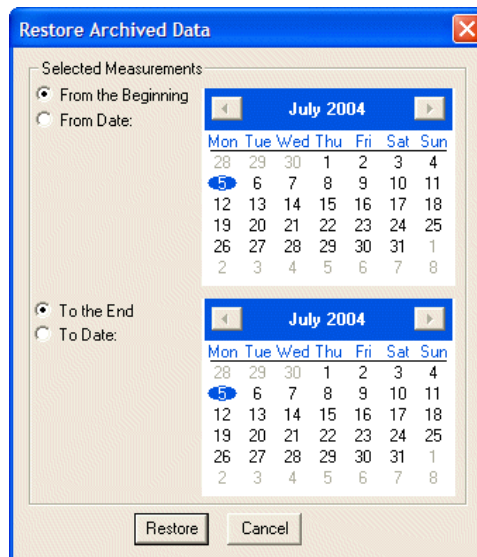 Restore Archived Data
Selected Measurements
From the Beginning
From Date:
July 2004
Mon Tue Wed Thu Fri Sat Sun
28 29 30 1 2 3 4
5 6 7 8 9 10 11
12 13 14 15 16 17 18
19 20 21 22 23 24 25
26 27 28 29 30 31 1
2 3 4 5 6 7 8
To the End
To Date:
July 2004
Mon Tue Wed Thu Fri Sat Sun
28 29 30 1 2 3 4
5 6 7 8 9 10 11
12 13 14 15 16 17 18
19 20 21 22 23 24 25
26 27 28 29 30 31 1
2 3 4 5 6 7 8
Restore Cancel